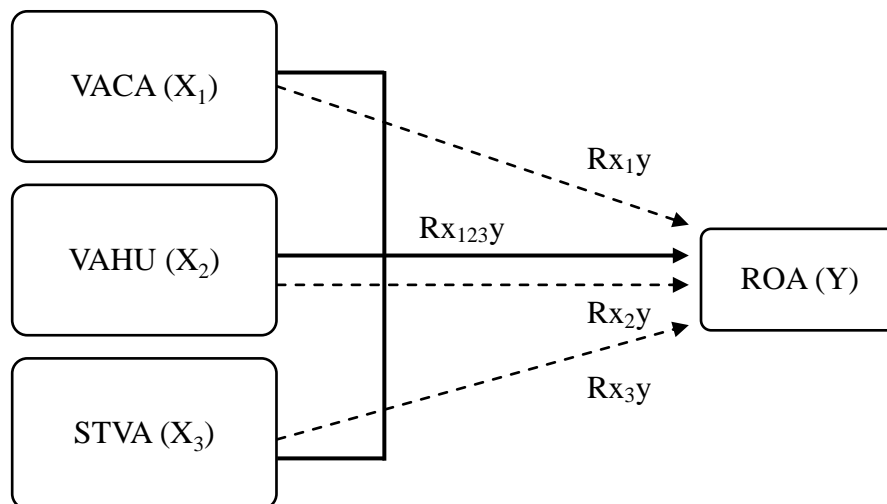 VACA (X₁)
Rx₁y
VAHU (X₂)
Rx₁₂₃y
ROA (Y)
Rx₂y
Rx₃y
STVA (X₃)